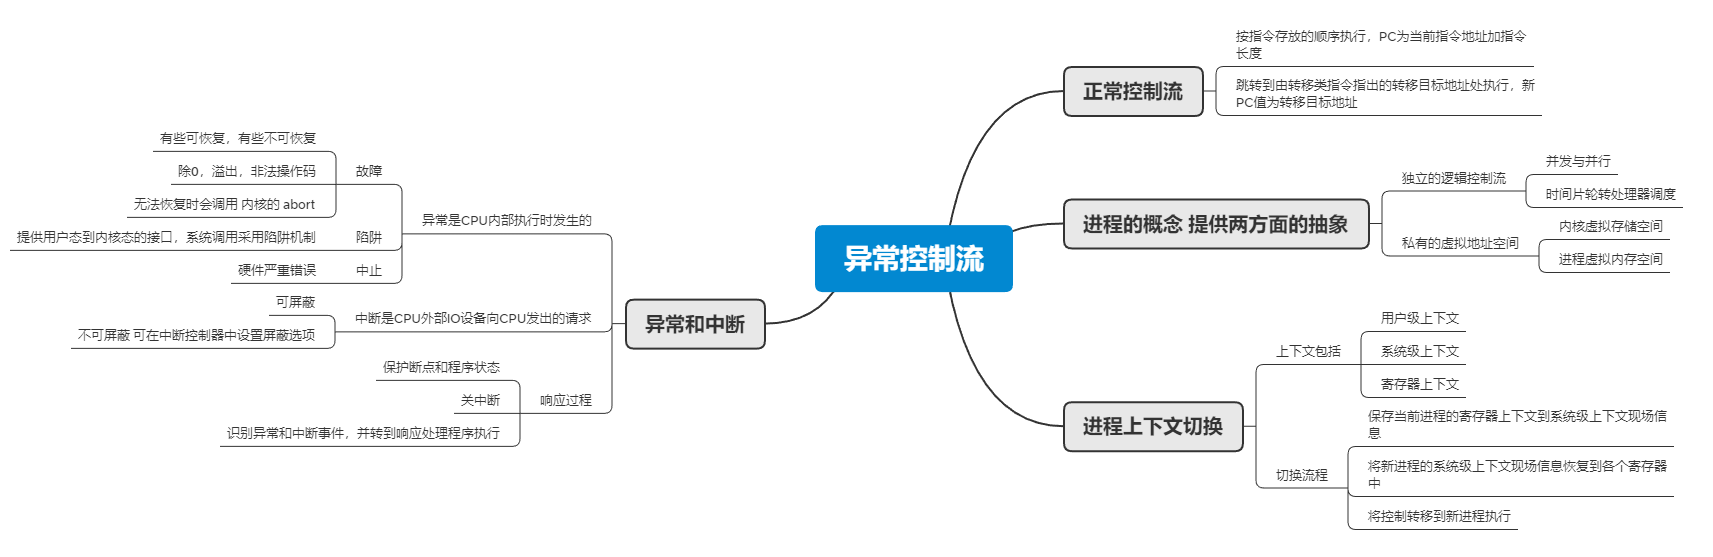 异常控制流
正常控制流
按指令存放的顺序执行，PC为当前指令地址加指令
长度
跳转到由转移类指令指出的转移目标地址处执行，新
PC值为转移目标地址
进程的概念 提供两方面的抽象
独立的逻辑控制流
并发与并行
时间片轮转处理器调度
私有的虚拟地址空间
内核虚拟存储空间
进程虚拟内存空间
进程上下文切换
上下文包括
用户级上下文
系统级上下文
寄存器上下文
切换流程
保存当前进程的寄存器上下文到系统级上下文现场信
息
将新进程的系统级上下文现场信息恢复到各个寄存器
中
将控制转移到新进程执行
异常和中断
异常是CPU内部执行时发生的
故障
有些可恢复，有些不可恢复
除0，溢出，非法操作码
无法恢复时会调用 内核的 abort
陷阱
提供用户态到内核态的接口，系统调用采用陷阱机制
中止
硬件严重错误
中断是CPU外部IO设备向CPU发出的请求
可屏蔽
不可屏蔽 可在中断控制器中设置屏蔽选项
响应过程
保护断点和程序状态
关中断
识别异常和中断事件，并转到响应处理程序执行